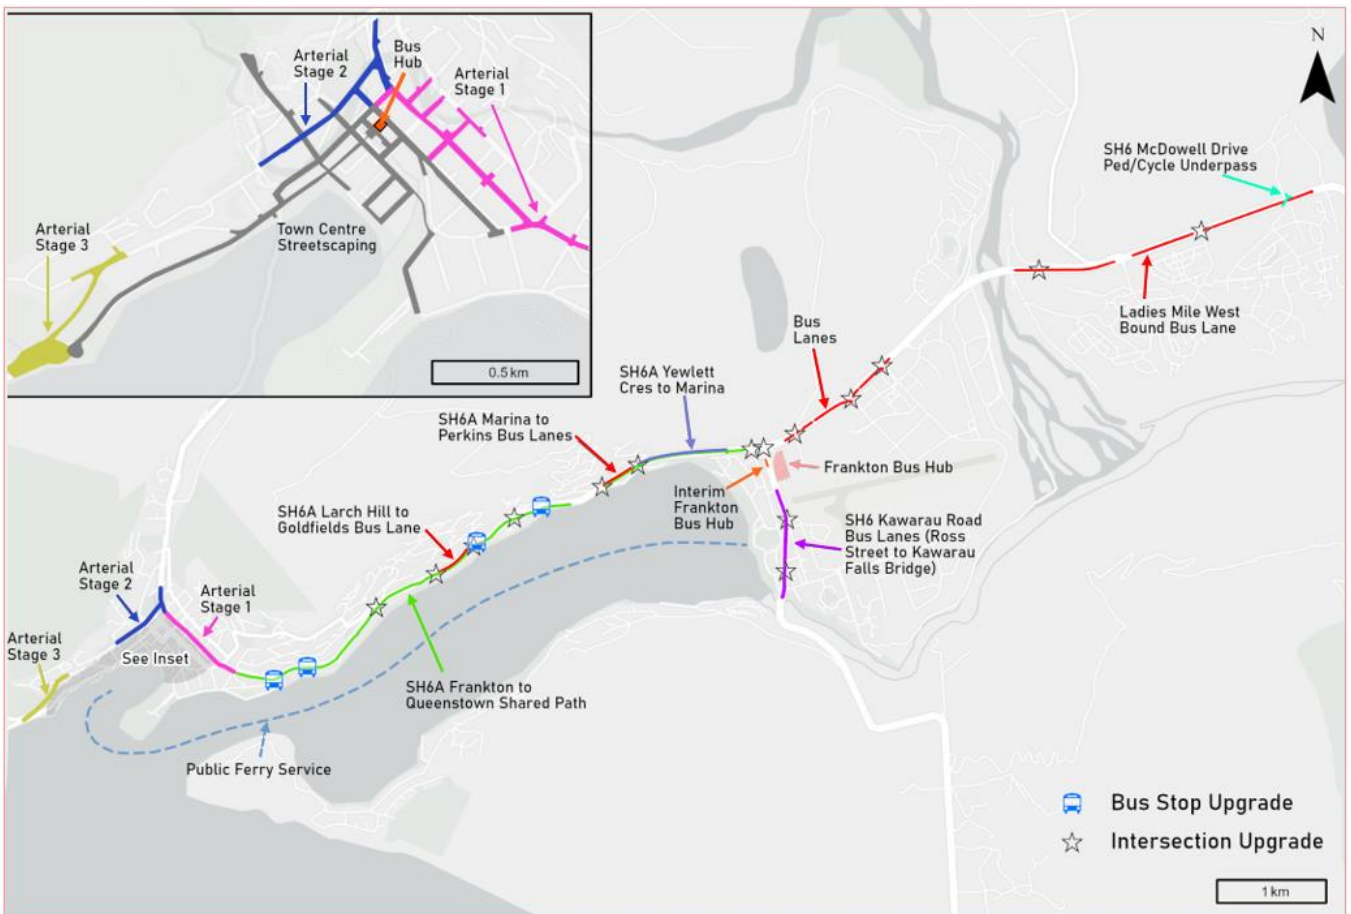 Arterial
Stage 2
Bus
Hub
Arterial
Stage 1
Arterial
Stage 3
Town Centre
Streetscaping
0.5 km
N
SH6 McDowell Drive
Ped/Cycle Underpass
Ladies Mile West
Bound Bus Lane
Bus
Lanes
SH6A Yewlett
Cres to Marina
SH6A Marina to
Perkins Bus Lanes
Frankton Bus Hub
Interim
Frankton
Bus Hub
SH6A Larch Hill to
Goldfields Bus Lane
SH6 Kawarau Road
Bus Lanes (Ross
Street to Kawarau
Falls Bridge)
Arterial
Stage 2
Arterial
Stage 1
Arterial
Stage 3
See Inset
SH6A Frankton to
Queenstown Shared Path
Public Ferry Service
Bus Stop Upgrade
Intersection Upgrade
1 km